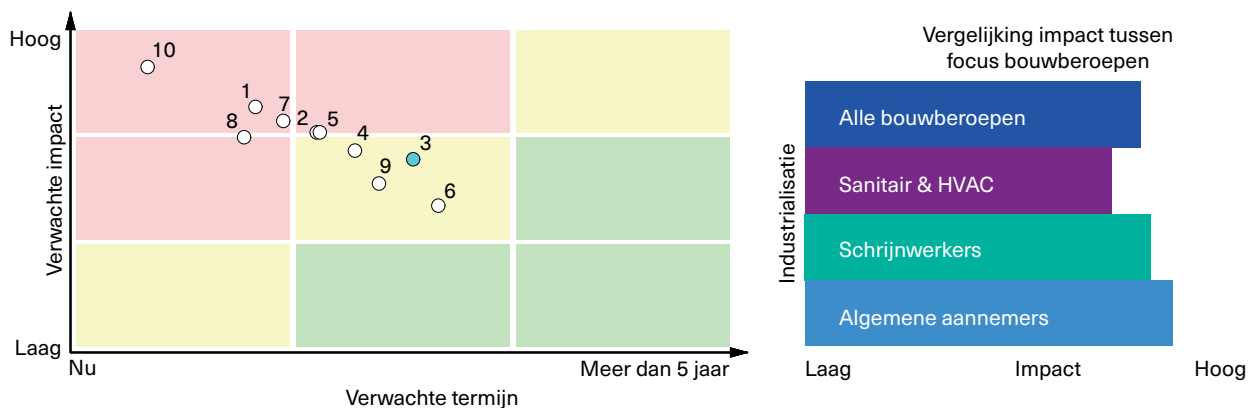 Hoog
Verwachte impact
Laag
10
1
7
8
2
5
4
3
9
6
Nu
Meer dan 5 jaar
Verwachte termijn
Vergelijking impact tussen
focus bouwberoepen
Industrialisatie
Alle bouwberoepen
Sanitair & HVAC
Schrijnwerkers
Algemene aannemers
Laag
Impact
Hoog